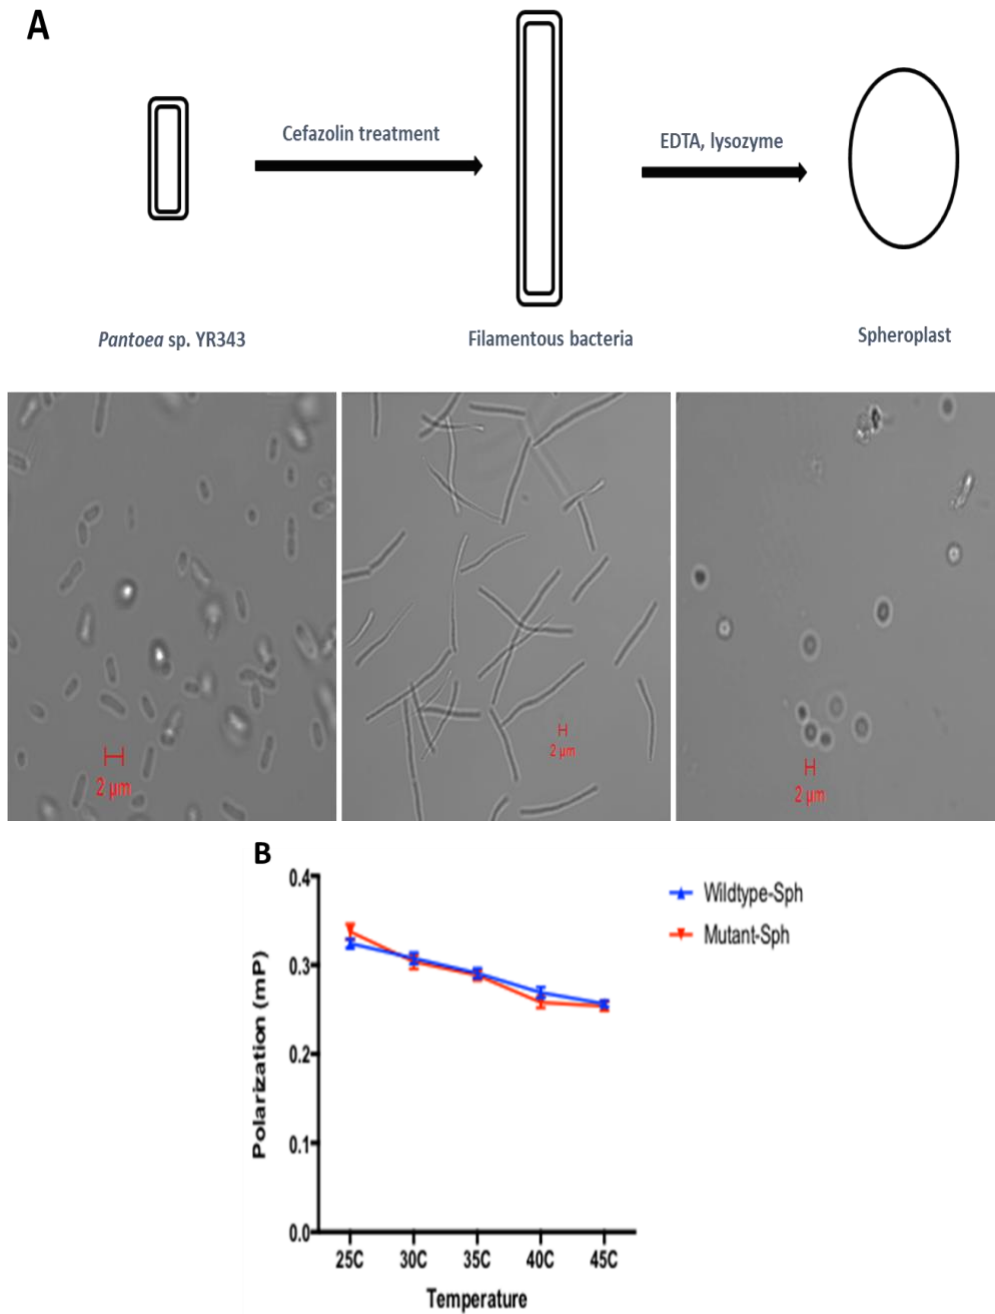 A
Cefazolin treatment
EDTA, lysozyme
Pantoea sp. YR343
Filamentous bacteria
Spheroplast
2 μm
2 μm
2 μm
B
Wildtype-Sph
Mutant-Sph
Polarization (mP)
0.4
0.3
0.2
0.1
0.0
25C 30C 35C 40C 45C
Temperature